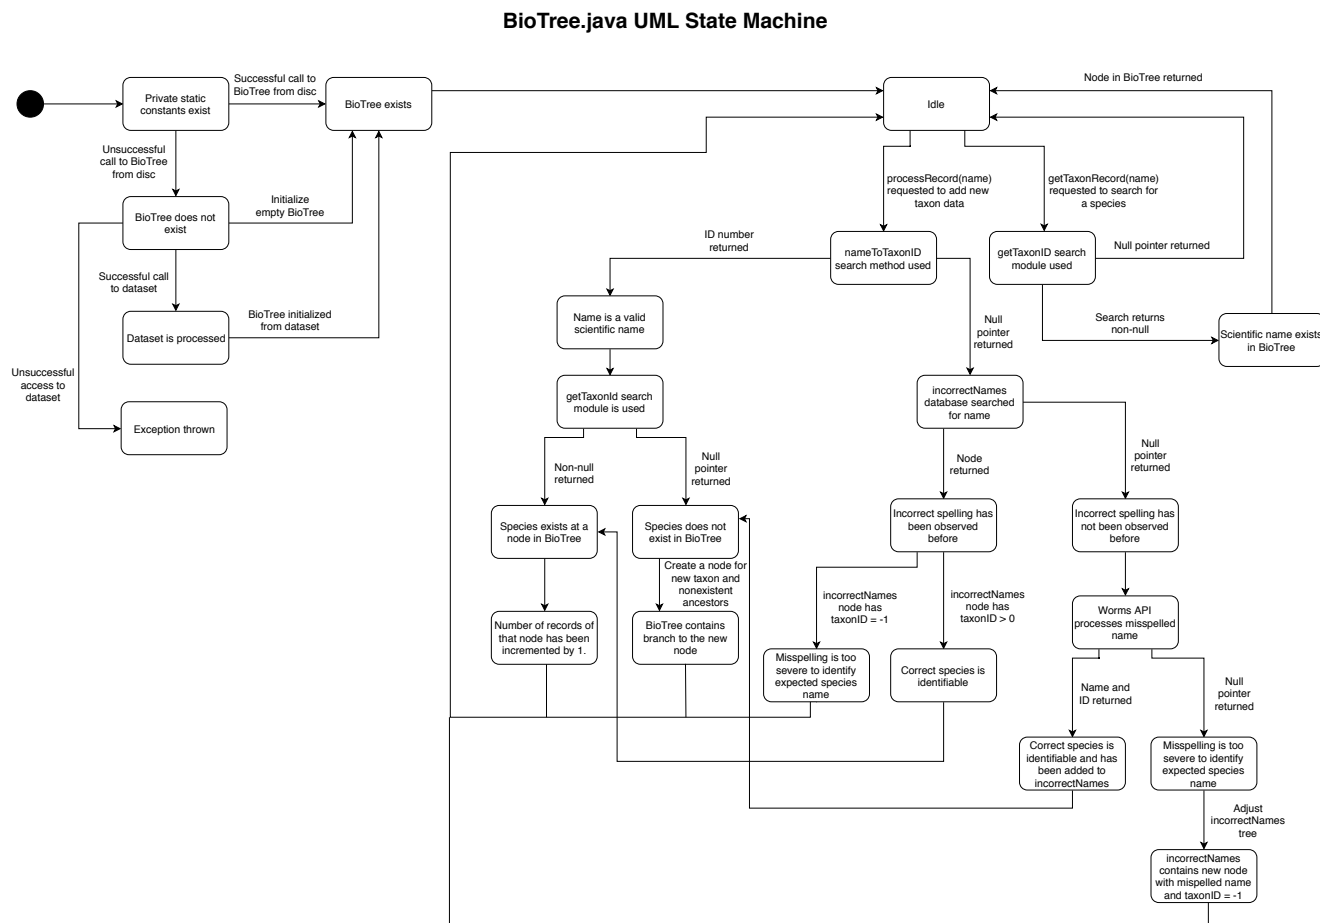 BioTree.java UML State Machine
Successful call to
BioTree from disc
Node in BioTree returned
Private static
constants exist
BioTree exists
Idle
Unsuccessful
call to BioTree
from disc
processRecord(name)
requested to add new
taxon data
getTaxonRecord(name)
requested to search for
a species
Initialize
empty BioTree
BioTree does not
exist
ID number
returned
nameToTaxonID
search method used
getTaxonID search
module used
Null pointer returned
Successful call
to dataset
Name is a valid
scientific name
BioTree initialized
from dataset
Null
pointer
returned
Search returns
non-null
Dataset is processed
Scientific name exists
in BioTree
Unsuccessful
access to
dataset
getTaxonId search
module is used
incorrectNames
database searched
for name
Exception thrown
Non-null
returned
Null
pointer
returned
Node
returned
Null
pointer
returned
Species exists at a
node in BioTree
Species does not
exist in BioTree
Incorrect spelling has
been observed
before
Incorrect spelling has
not been observed
before
Create a node for
new taxon and
nonexistent
ancestors
incorrectNames
node has
taxonID = -1
incorrectNames
node has
taxonID > 0
Number of records of
that node has been
incremented by 1.
BioTree contains
branch to the new
node
Worms API
processes misspelled
name
Misspelling is too
severe to identify
expected species
name
Correct species is
identifiable
Name and
ID returned
Null
pointer
returned
Correct species is
identifiable and has
been added to
incorrectNames
Misspelling is too
severe to identify
expected species
name
Adjust
incorrectNames
tree
incorrectNames
contains new node
with mispelled name
and taxonID = -1